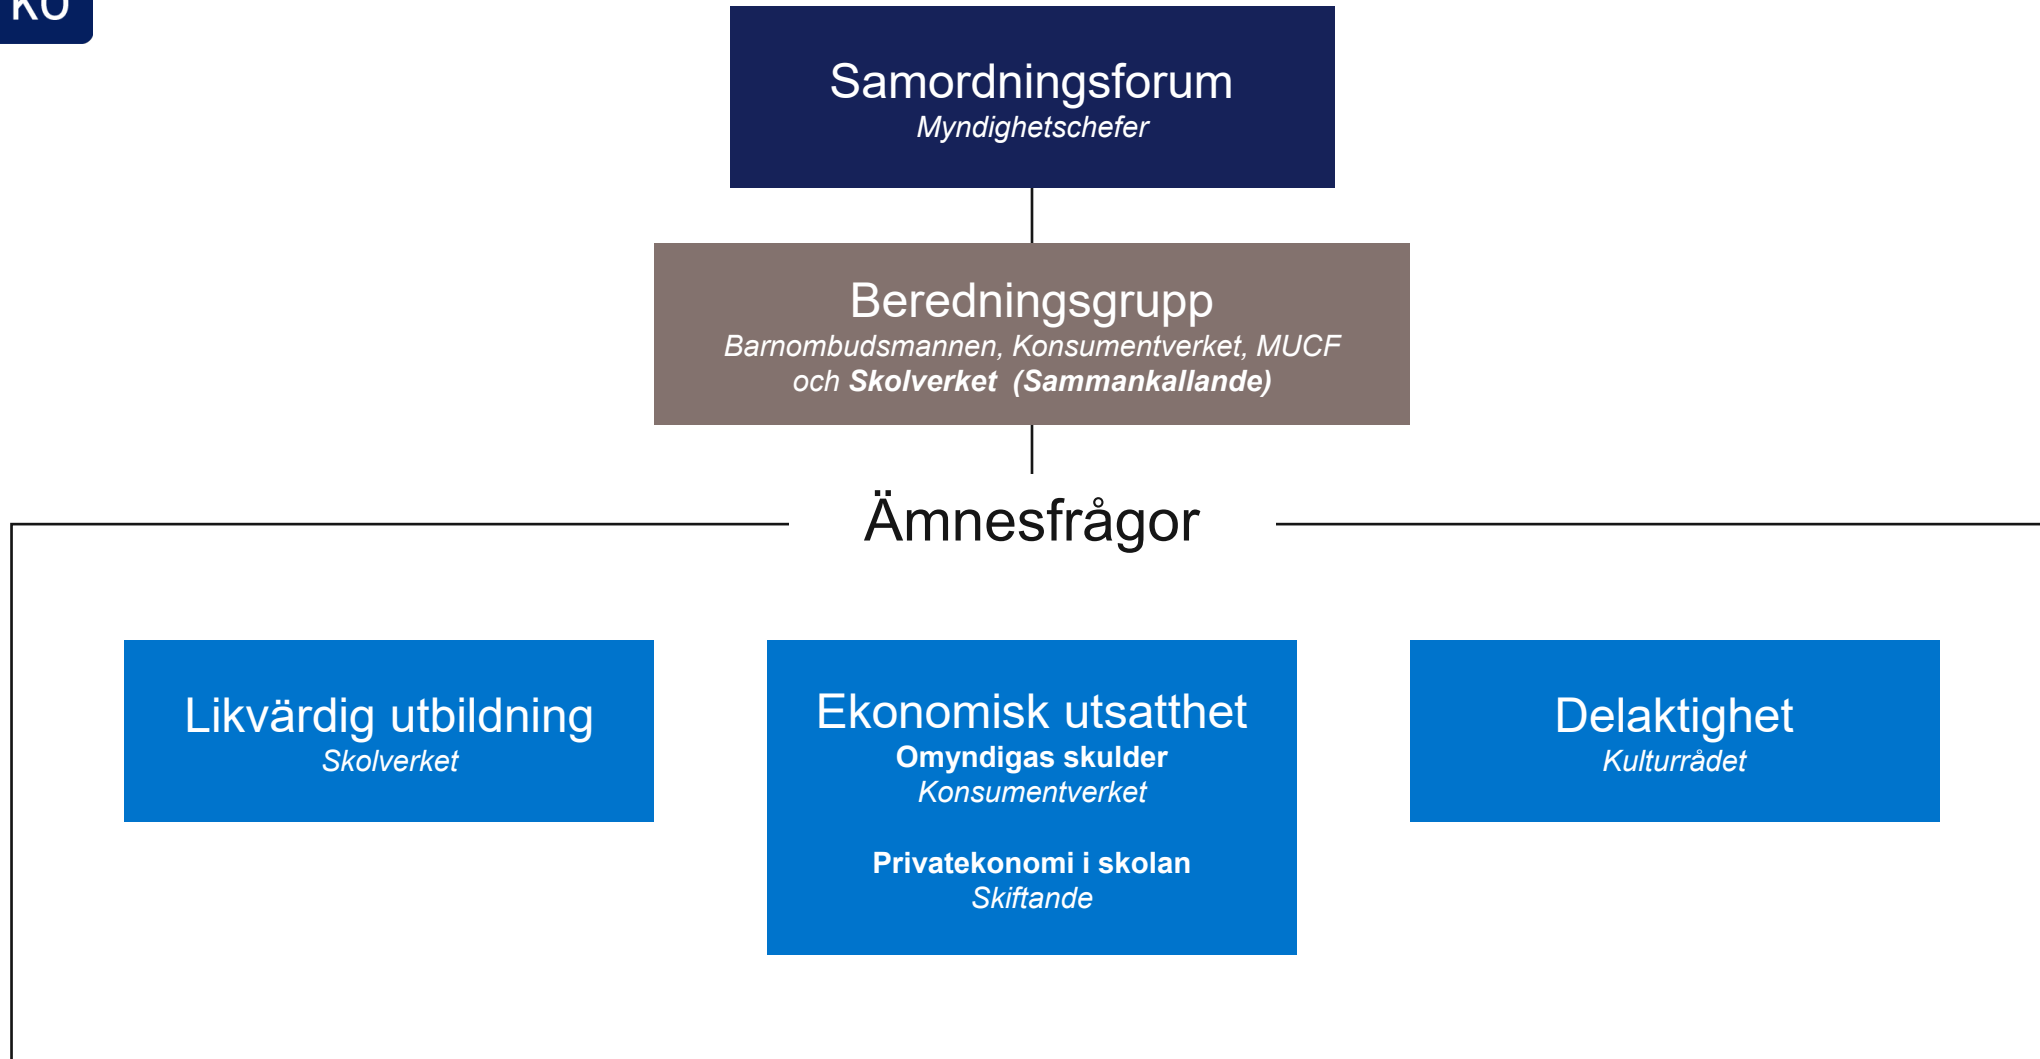 KO
Samordningsforum
Myndighetschefer
Beredningsgrupp
Barnombudsmannen, Konsumentverket, MUCF
och Skolverket (Sammankallande)
Ämnesfrågor
Likvärdig utbildning
Skolverket
Ekonomisk utsatthet
Omyndigas skulder
Konsumentverket
Privatekonomi i skolan
Skiftande
Delaktighet
Kulturrådet